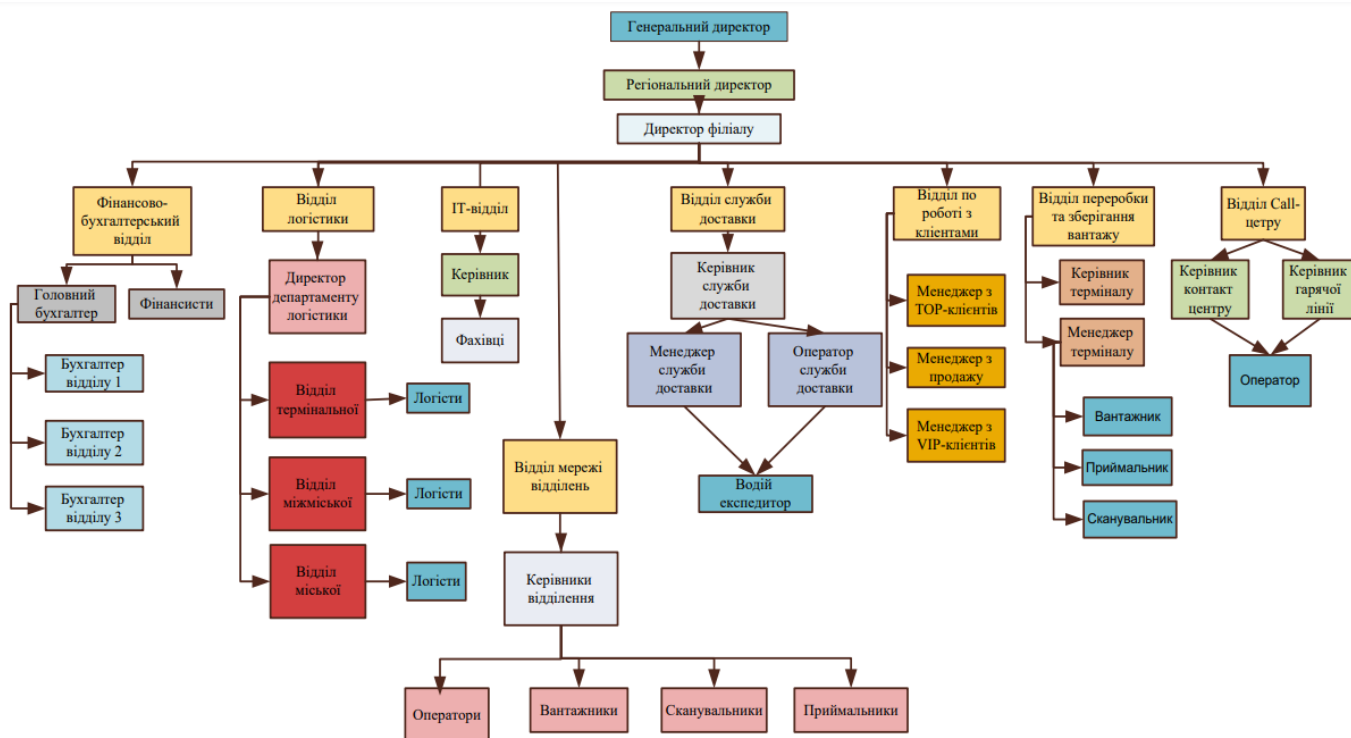 Генеральний директор
Регіональний директор
Директор філіалу
Фінансово-
бухгалтерський
відділ
Відділ
логістики
ІТ-відділ
Відділ служби
доставки
Відділ по
роботі з
клієнтами
Відділ переробки
та зберігання
вантажу
Відділ Call-
цетру
Головний
бухгалтер
Фінансисти
Директор
департаменту
логістики
Керівник
Фахівці
Керівник
служби
доставки
Менеджер з
ТОР-клієнтів
Менеджер з
продажу
Менеджер з
VIP-клієнтів
Керівник
терміналу
Менеджер
терміналу
Керівник
контакт
центру
Керівник
гарячої
лінії
Бухгалтер
відділу 1
Бухгалтер
відділу 2
Бухгалтер
відділу 3
Відділ
термінальної
Логісти
Відділ
міжміської
Логісти
Відділ
міської
Логісти
Менеджер
служби
доставки
Оператор
служби
доставки
Водій
експедитор
Оператор
Вантажник
Приймальник
Сканувальник
Відділ мережі
відділень
Керівники
відділення
Оператори
Вантажники
Сканувальники
Приймальники